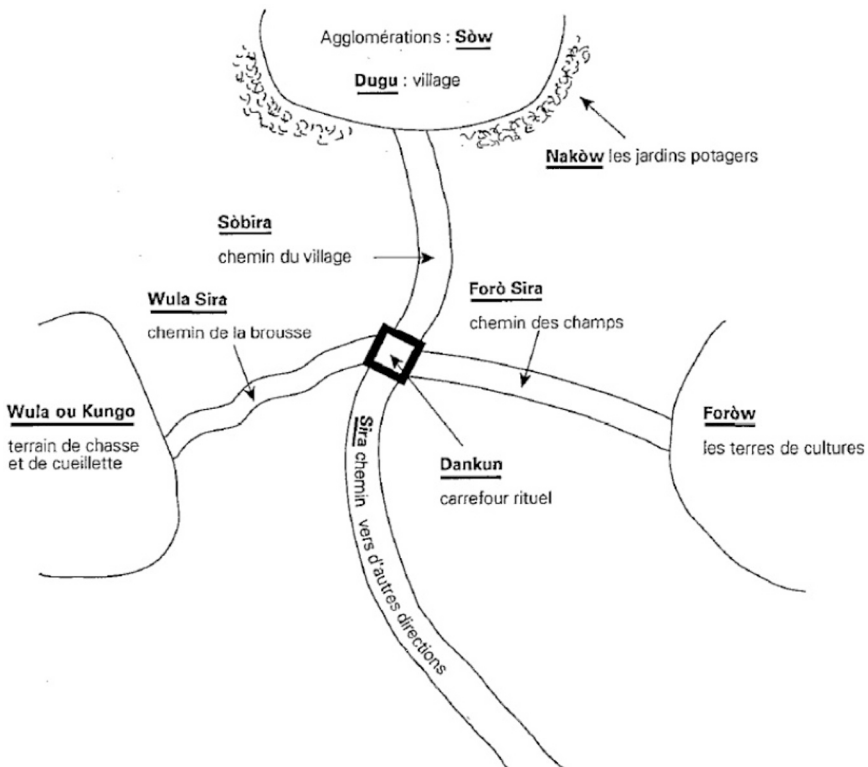 Agglomérations : Sòw
Dugu : village
Nakòw les jardins potagers
Sòbira
chemin du village
Wula Sira
chemin de la brousse
Forò Sira
chemin des champs
Wula ou Kungo
terrain de chasse
et de cueillette
Foròw
les terres de cultures
Dankun
carrefour rituel
Sira chemin vers d'autres directions